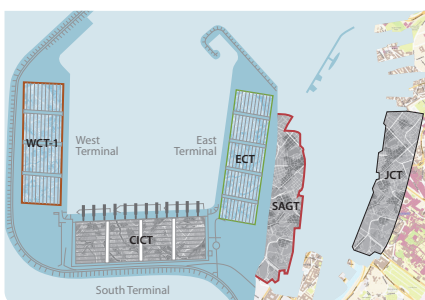 WCT-1
West
Terminal
East
Terminal
ECT
JCT
SAGT
CICT
South Terminal